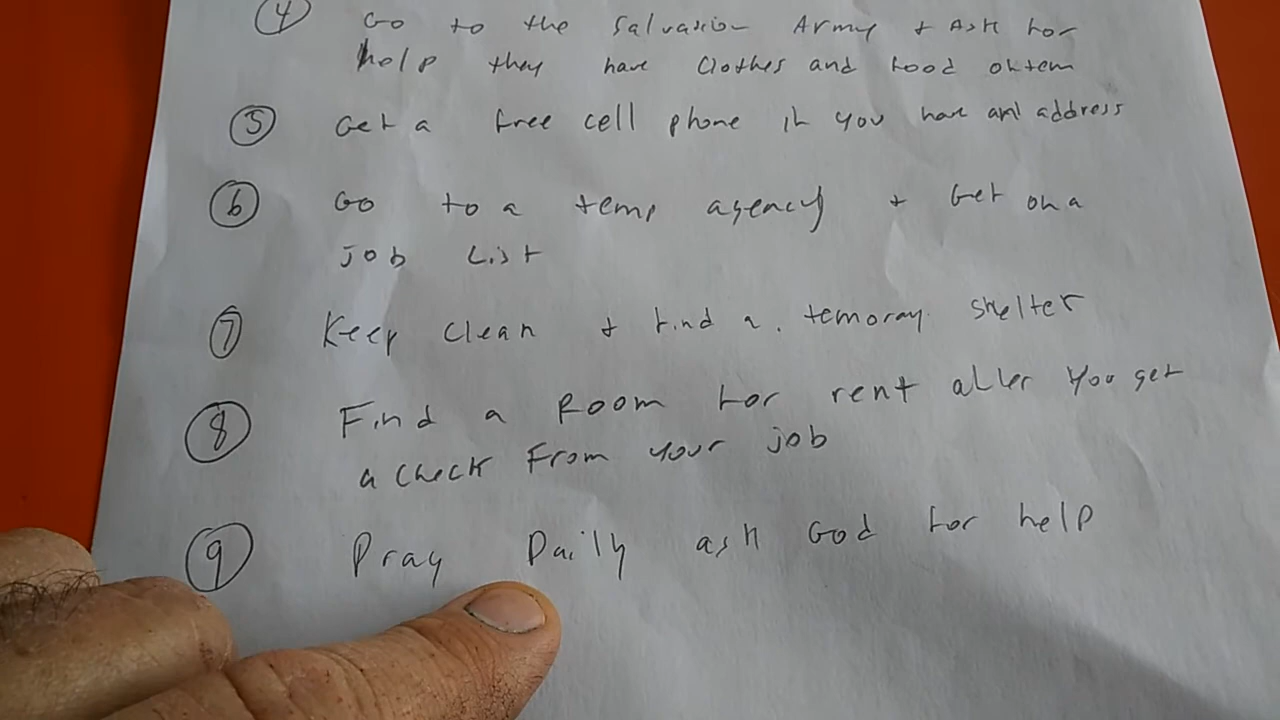 4 Go to the Salvasion Army + Ask for
help they have clothes and food oftem
5 Get a free cell phone if you have an address
6 Go to a temp agency + Get on a
job List
7 Keep clean + find a. temoray shelter
8 Find a Room for rent after you get
a check From your job
9 Pray Daily ask God for help